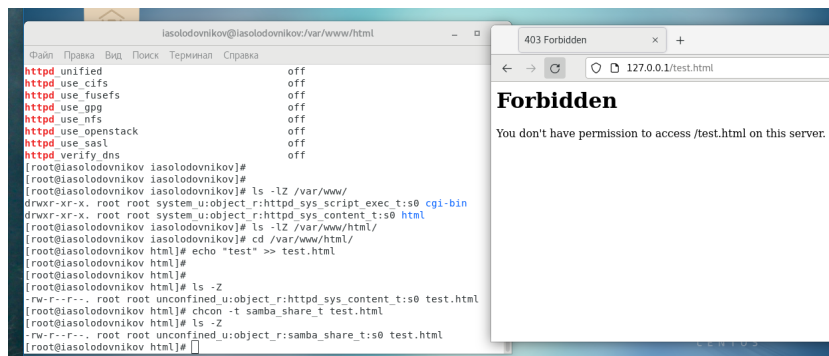 iasolodovnikov@iasolodovnikov:/var/www/html
Файл Правка Вид Поиск Терминал Справка
httpd_unified off
httpd_use_cifs off
httpd_use_fusefs off
httpd_use_gpg off
httpd_use_nfs off
httpd_use_openstack off
httpd_use_sasl off
httpd_verify_dns off
[root@iasolodovnikov iasolodovnikov]#
[root@iasolodovnikov iasolodovnikov]#
[root@iasolodovnikov iasolodovnikov]# ls -lZ /var/www/
drwxr-xr-x. root root system_u:object_r:httpd_sys_script_exec_t:s0 cgi-bin
drwxr-xr-x. root root system_u:object_r:httpd_sys_content_t:s0 html
[root@iasolodovnikov iasolodovnikov]# ls -lZ /var/www/html/
[root@iasolodovnikov iasolodovnikov]# cd /var/www/html/
[root@iasolodovnikov html]# echo "test" >> test.html
[root@iasolodovnikov html]#
[root@iasolodovnikov html]#
[root@iasolodovnikov html]# ls -Z
-rw-r--r--. root root unconfined_u:object_r:httpd_sys_content_t:s0 test.html
[root@iasolodovnikov html]# chcon -t samba_share_t test.html
[root@iasolodovnikov html]# ls -Z
-rw-r--r--. root root unconfined_u:object_r:samba_share_t:s0 test.html
[root@iasolodovnikov html]#
403 Forbidden
127.0.0.1/test.html
Forbidden
You don't have permission to access /test.html on this server.
CENTOS